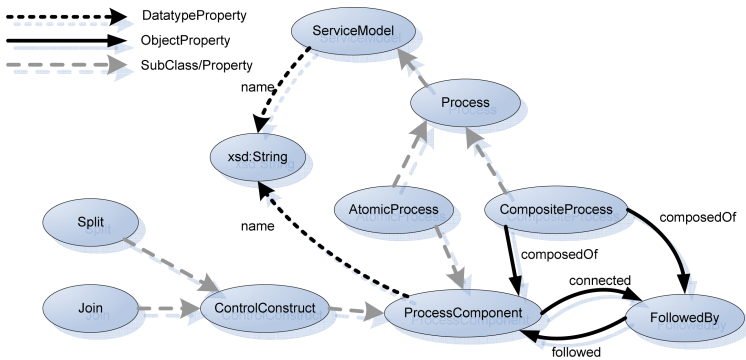 DatatypeProperty
ObjectProperty
SubClass/Property
ServiceModel
name
Process
xsd:String
AtomicProcess
CompositeProcess
Split
name
composedOf
composedOf
connected
Join
ControlConstruct
ProcessComponent
FollowedBy
followed